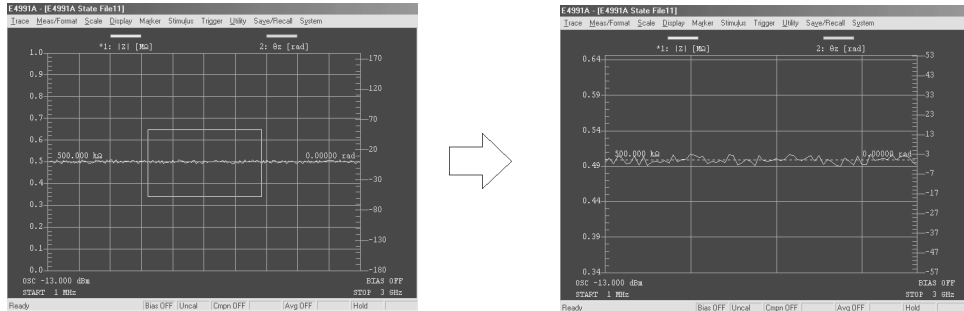 E4991A - [E4991A State File11]
Trace Meas/Format Scale Display Marker Stimulus Trigger Utility Save/Recall System
*1: |Z| [MΩ] 2: θz [rad]
1.0
0.9
0.8
0.7
0.6
0.5
0.4
0.3
0.2
0.1
0.0
500.000 kΩ 0.00000 rad
170
120
70
20
-30
-80
-130
-180
OSC -13.000 dBm BIAS OFF
START 1 MHz STOP 3 GHz
Ready Bias OFF Uncal Cmpn OFF Avg OFF Hold
E4991A - [E4991A State File11]
Trace Meas/Format Scale Display Marker Stimulus Trigger Utility Save/Recall System
*1: |Z| [MΩ] 2: θz [rad]
0.64
0.59
0.54
0.49
0.44
0.39
0.34
500.000 kΩ 0.00000 rad
53
43
33
23
13
3
-7
-17
-27
-37
-47
-57
OSC -13.000 dBm BIAS OFF
START 1 MHz STOP 3 GHz
Ready Bias OFF Uncal Cmpn OFF Avg OFF Hold